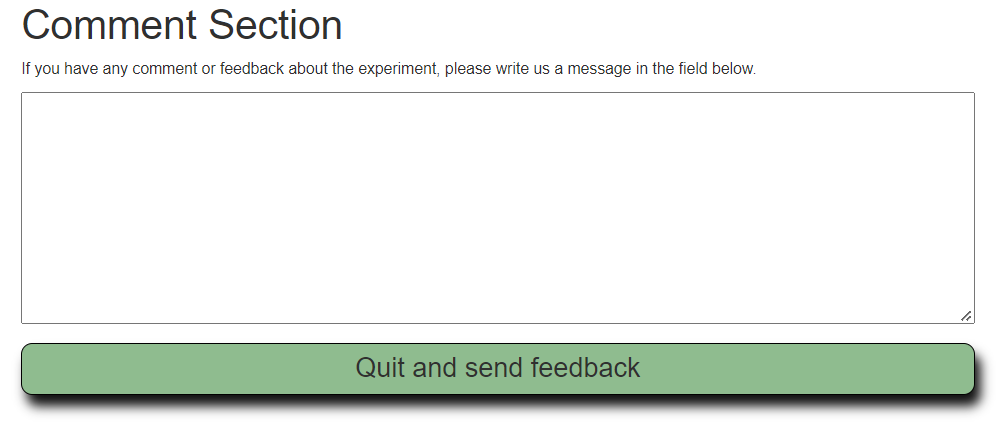 Comment Section
If you have any comment or feedback about the experiment, please write us a message in the field below.
Quit and send feedback